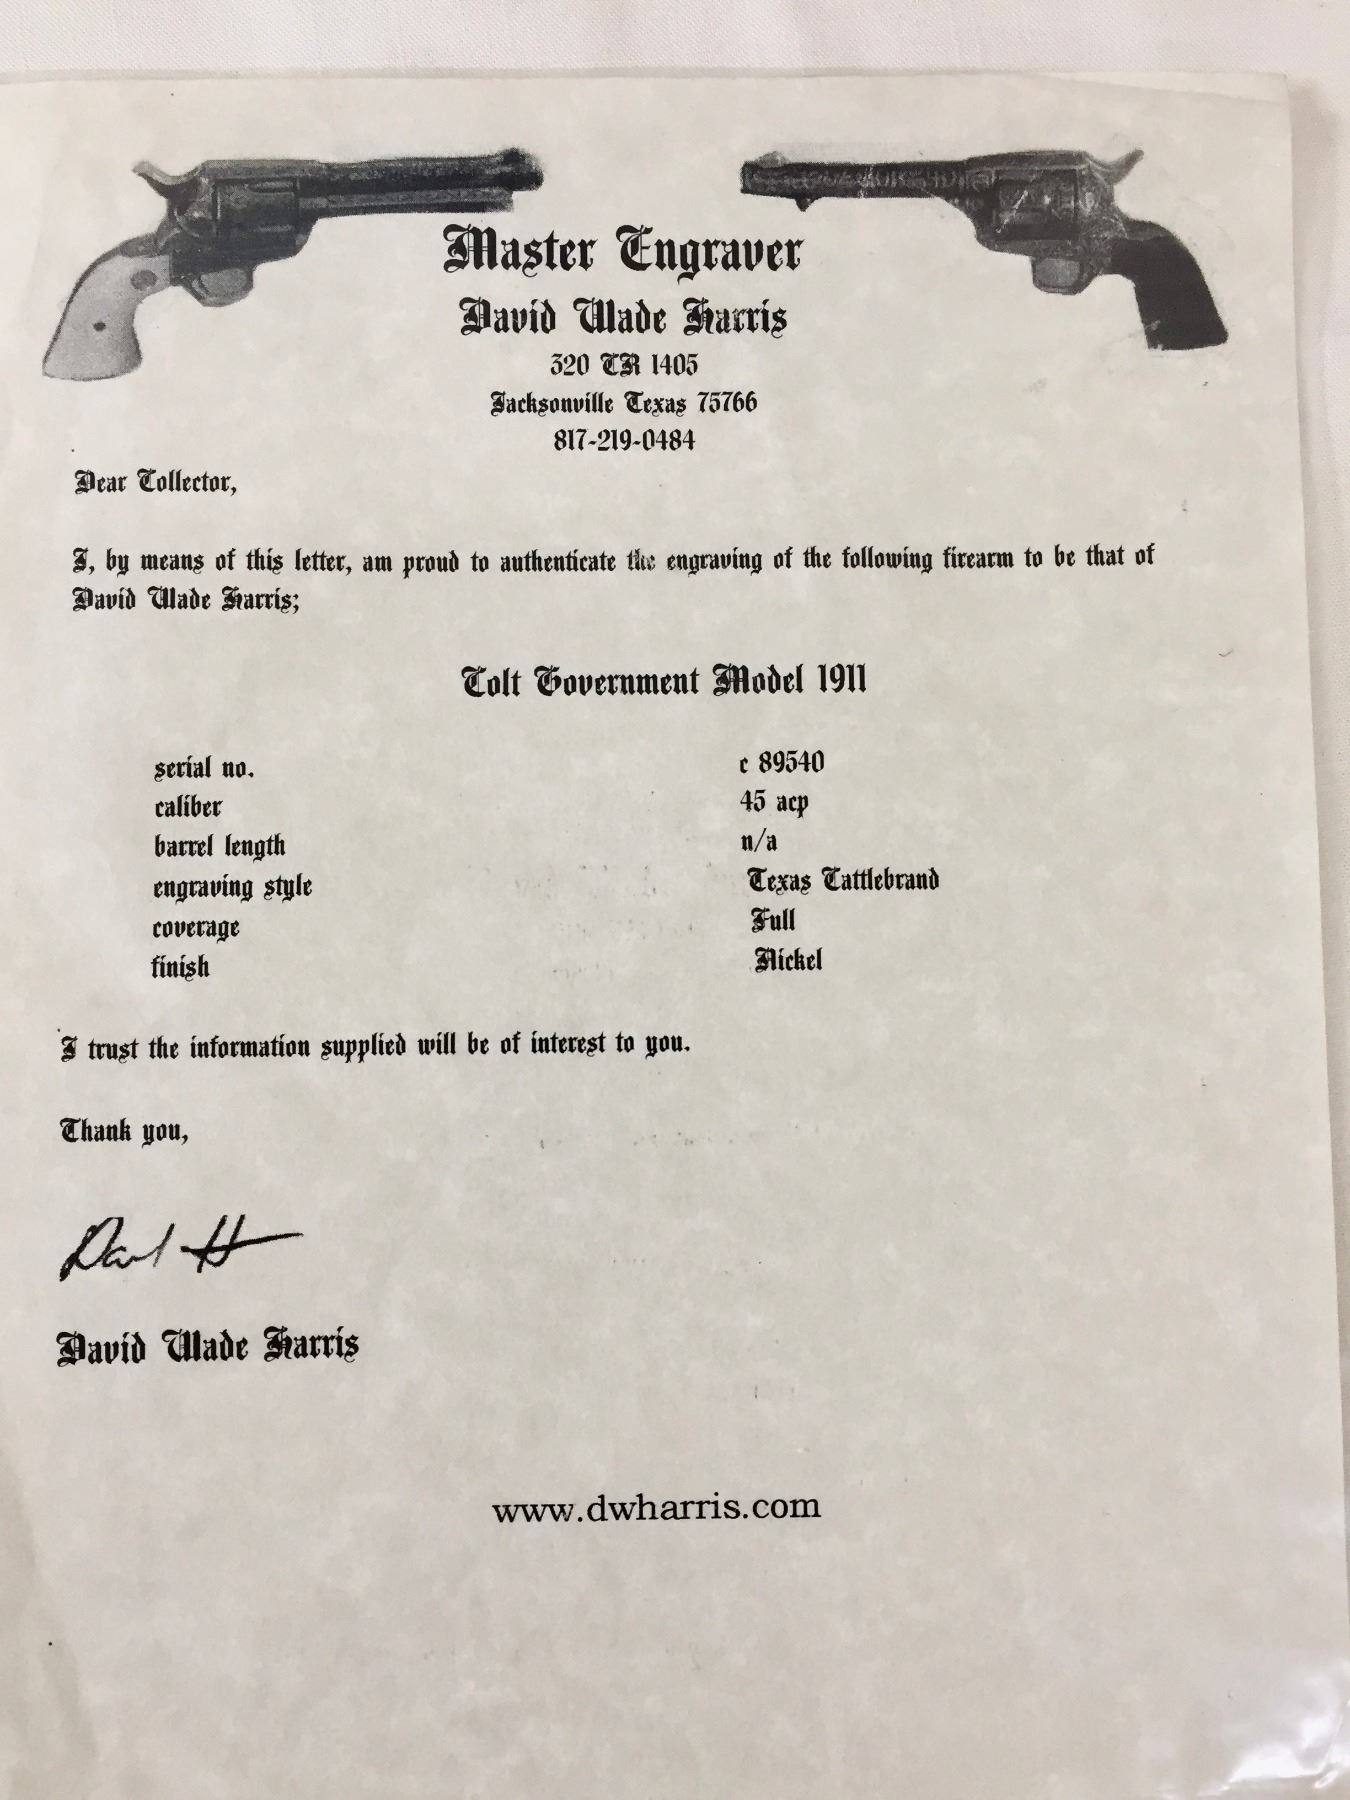 Master Engraver
David Wade Harris
320 CR 1405
Jacksonville Texas 75766
817-219-0484
Dear Collector,
I, by means of this letter, am proud to authenticate the engraving of the following firearm to be that of
David Wade Harris;
Colt Government Model 1911
serial no. c 89540
caliber 45 acp
barrel length n/a
engraving style Texas Cattlebrand
coverage Full
finish Nickel
I trust the information supplied will be of interest to you.
Thank you,
David H
David Wade Harris
www.dwharris.com